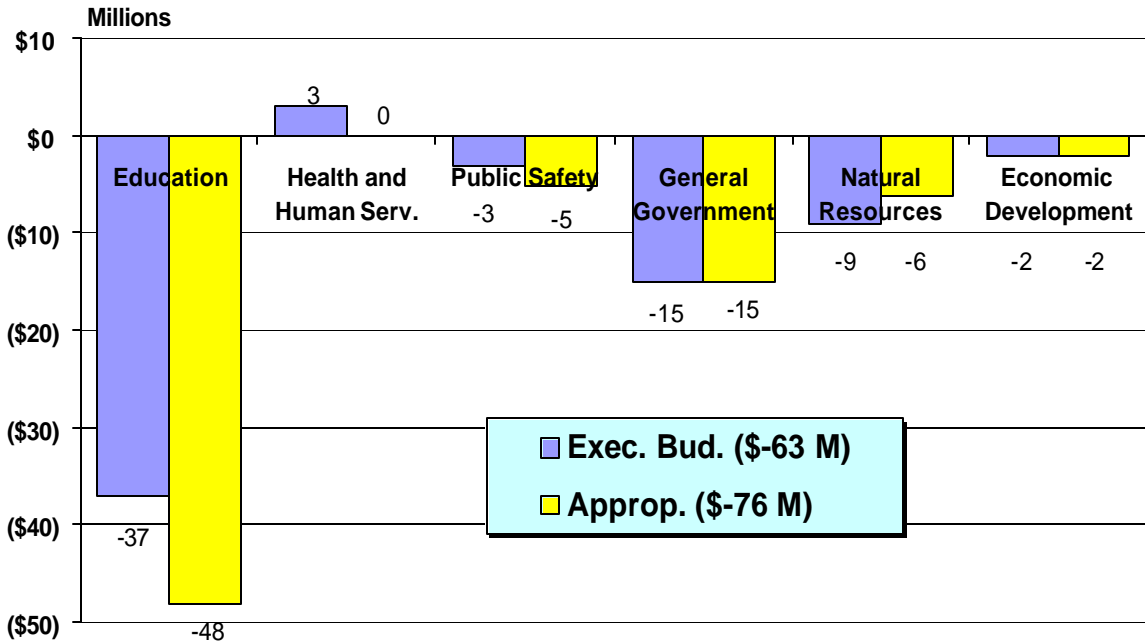 Millions
$10
3
0
$0
Education
Health and
Human Serv.
Public Safety
General
Government
Natural
Resources
Economic
Development
-3
-5
($10)
-9
-6
-2
-2
-15
-15
($20)
($30)
Exec. Bud. ($-63 M)
Approp. ($-76 M)
($40)
-37
($50)
-48